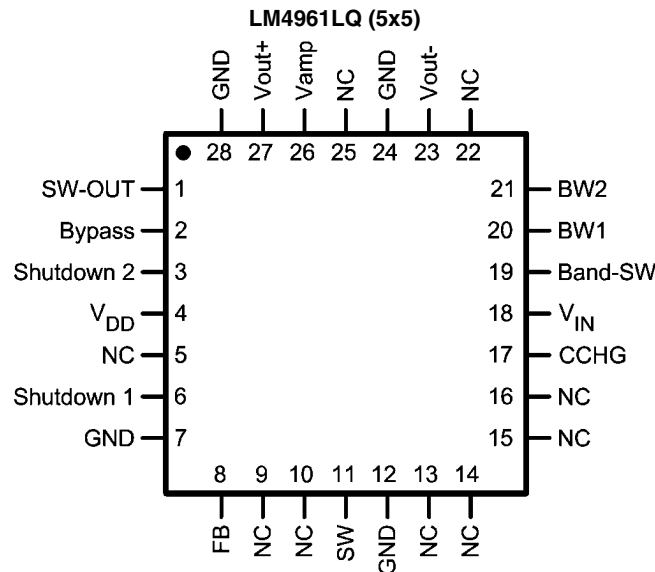 LM4961LQ (5x5)
GND Vout+ Vamp NC GND Vout- NC
28 27 26 25 24 23 22
SW-OUT 1 21 BW2
Bypass 2 20 BW1
Shutdown 2 3 19 Band-SW
VDD 4 18 VIN
NC 5 17 CCHG
Shutdown 1 6 16 NC
GND 7 15 NC
8 9 10 11 12 13 14
FB NC NC SW GND NC NC